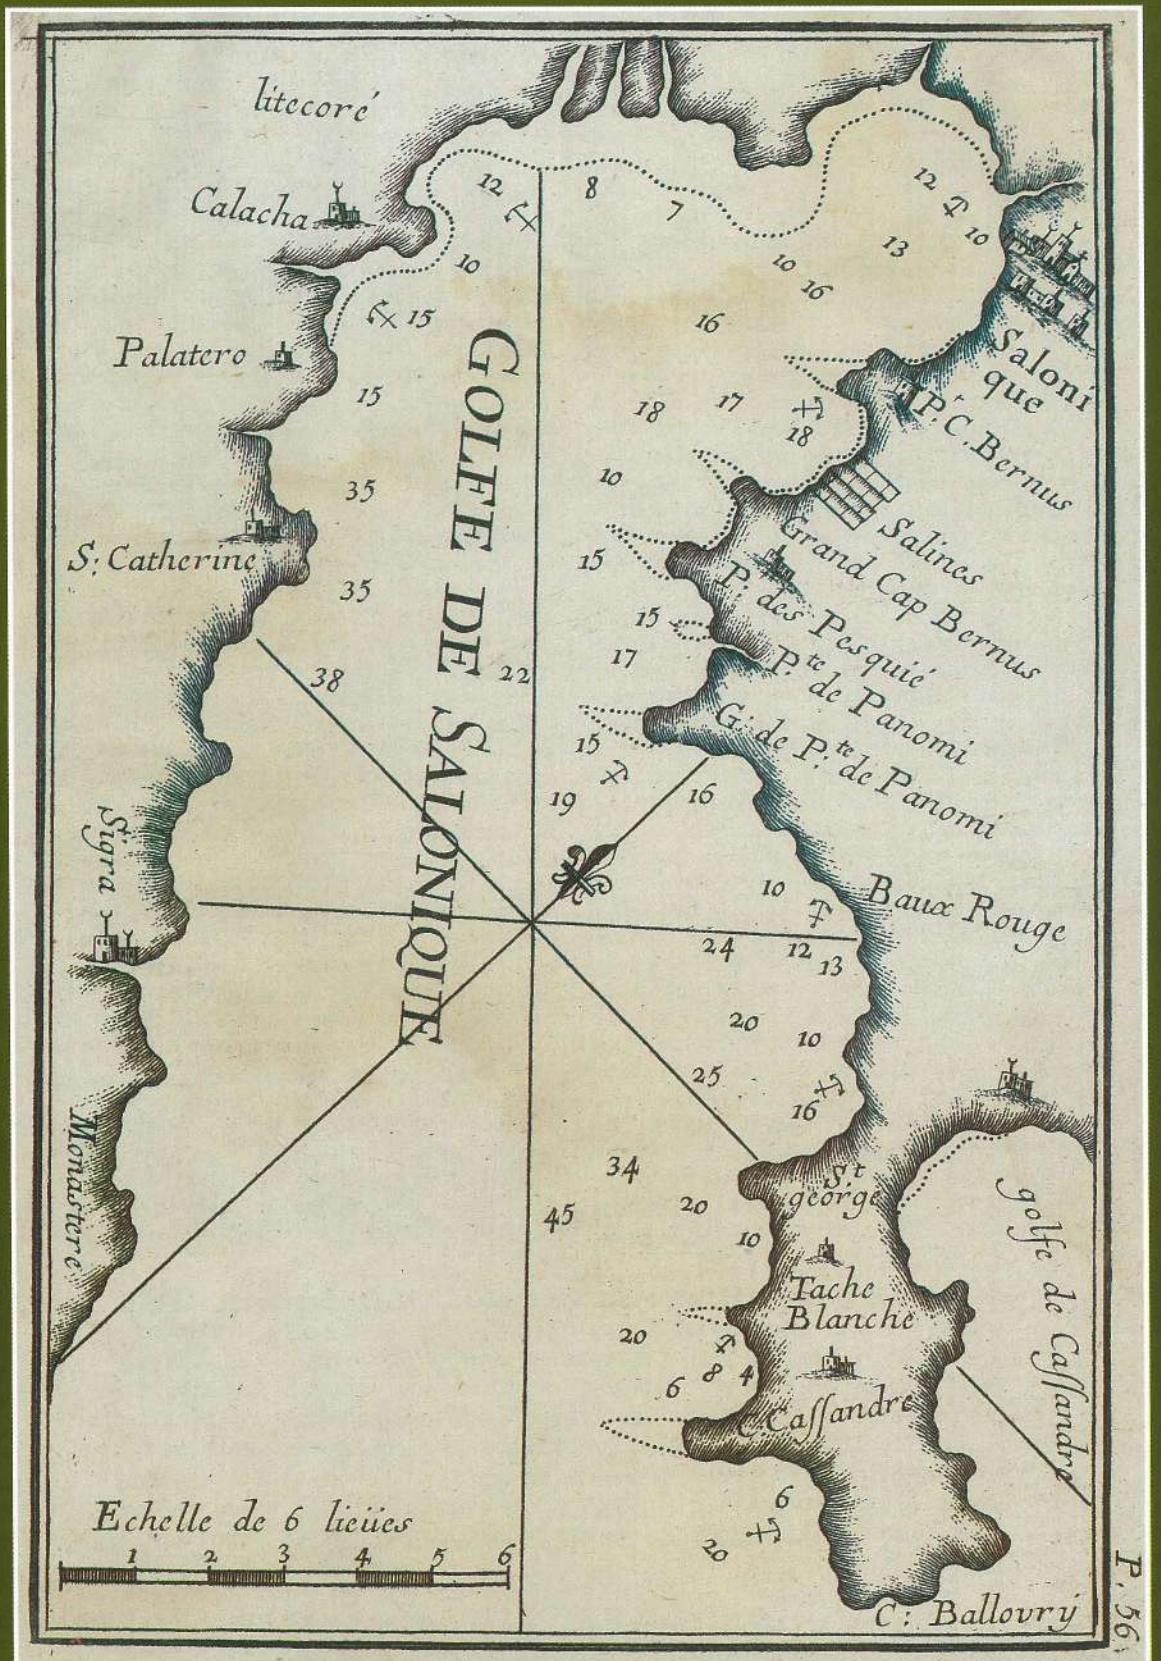 litecoré
Calacha
Palatero
S: Catherine
Sigra
Monastere
GOLFE DE SALONIQUE
12
8
7
12
10
13
10
10
16
15
16
15
18
17
18
35
10
15
35
15
17
38
22
15
19
16
10
24
12
13
20
10
25
16
34
20
45
10
20
6
8
4
6
20
Saloni
que
P.C. Bernus
Salines
Grand Cap Bernus
P. des Pesquié
P.te de Panomi
G: de P:te de Panomi
Baux Rouge
St
george
Tache
Blanche
C. Cassandre
golfe de Cassandre
C: Ballovry
Echelle de 6 lieües
1 2 3 4 5 6
P. 56